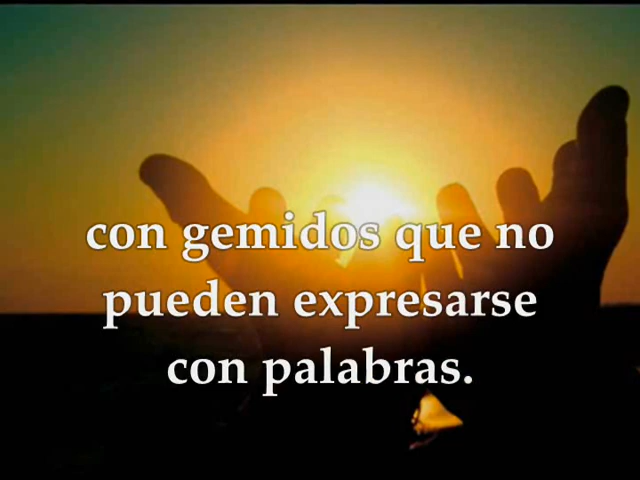 con gemidos que no
pueden expresarse
con palabras.